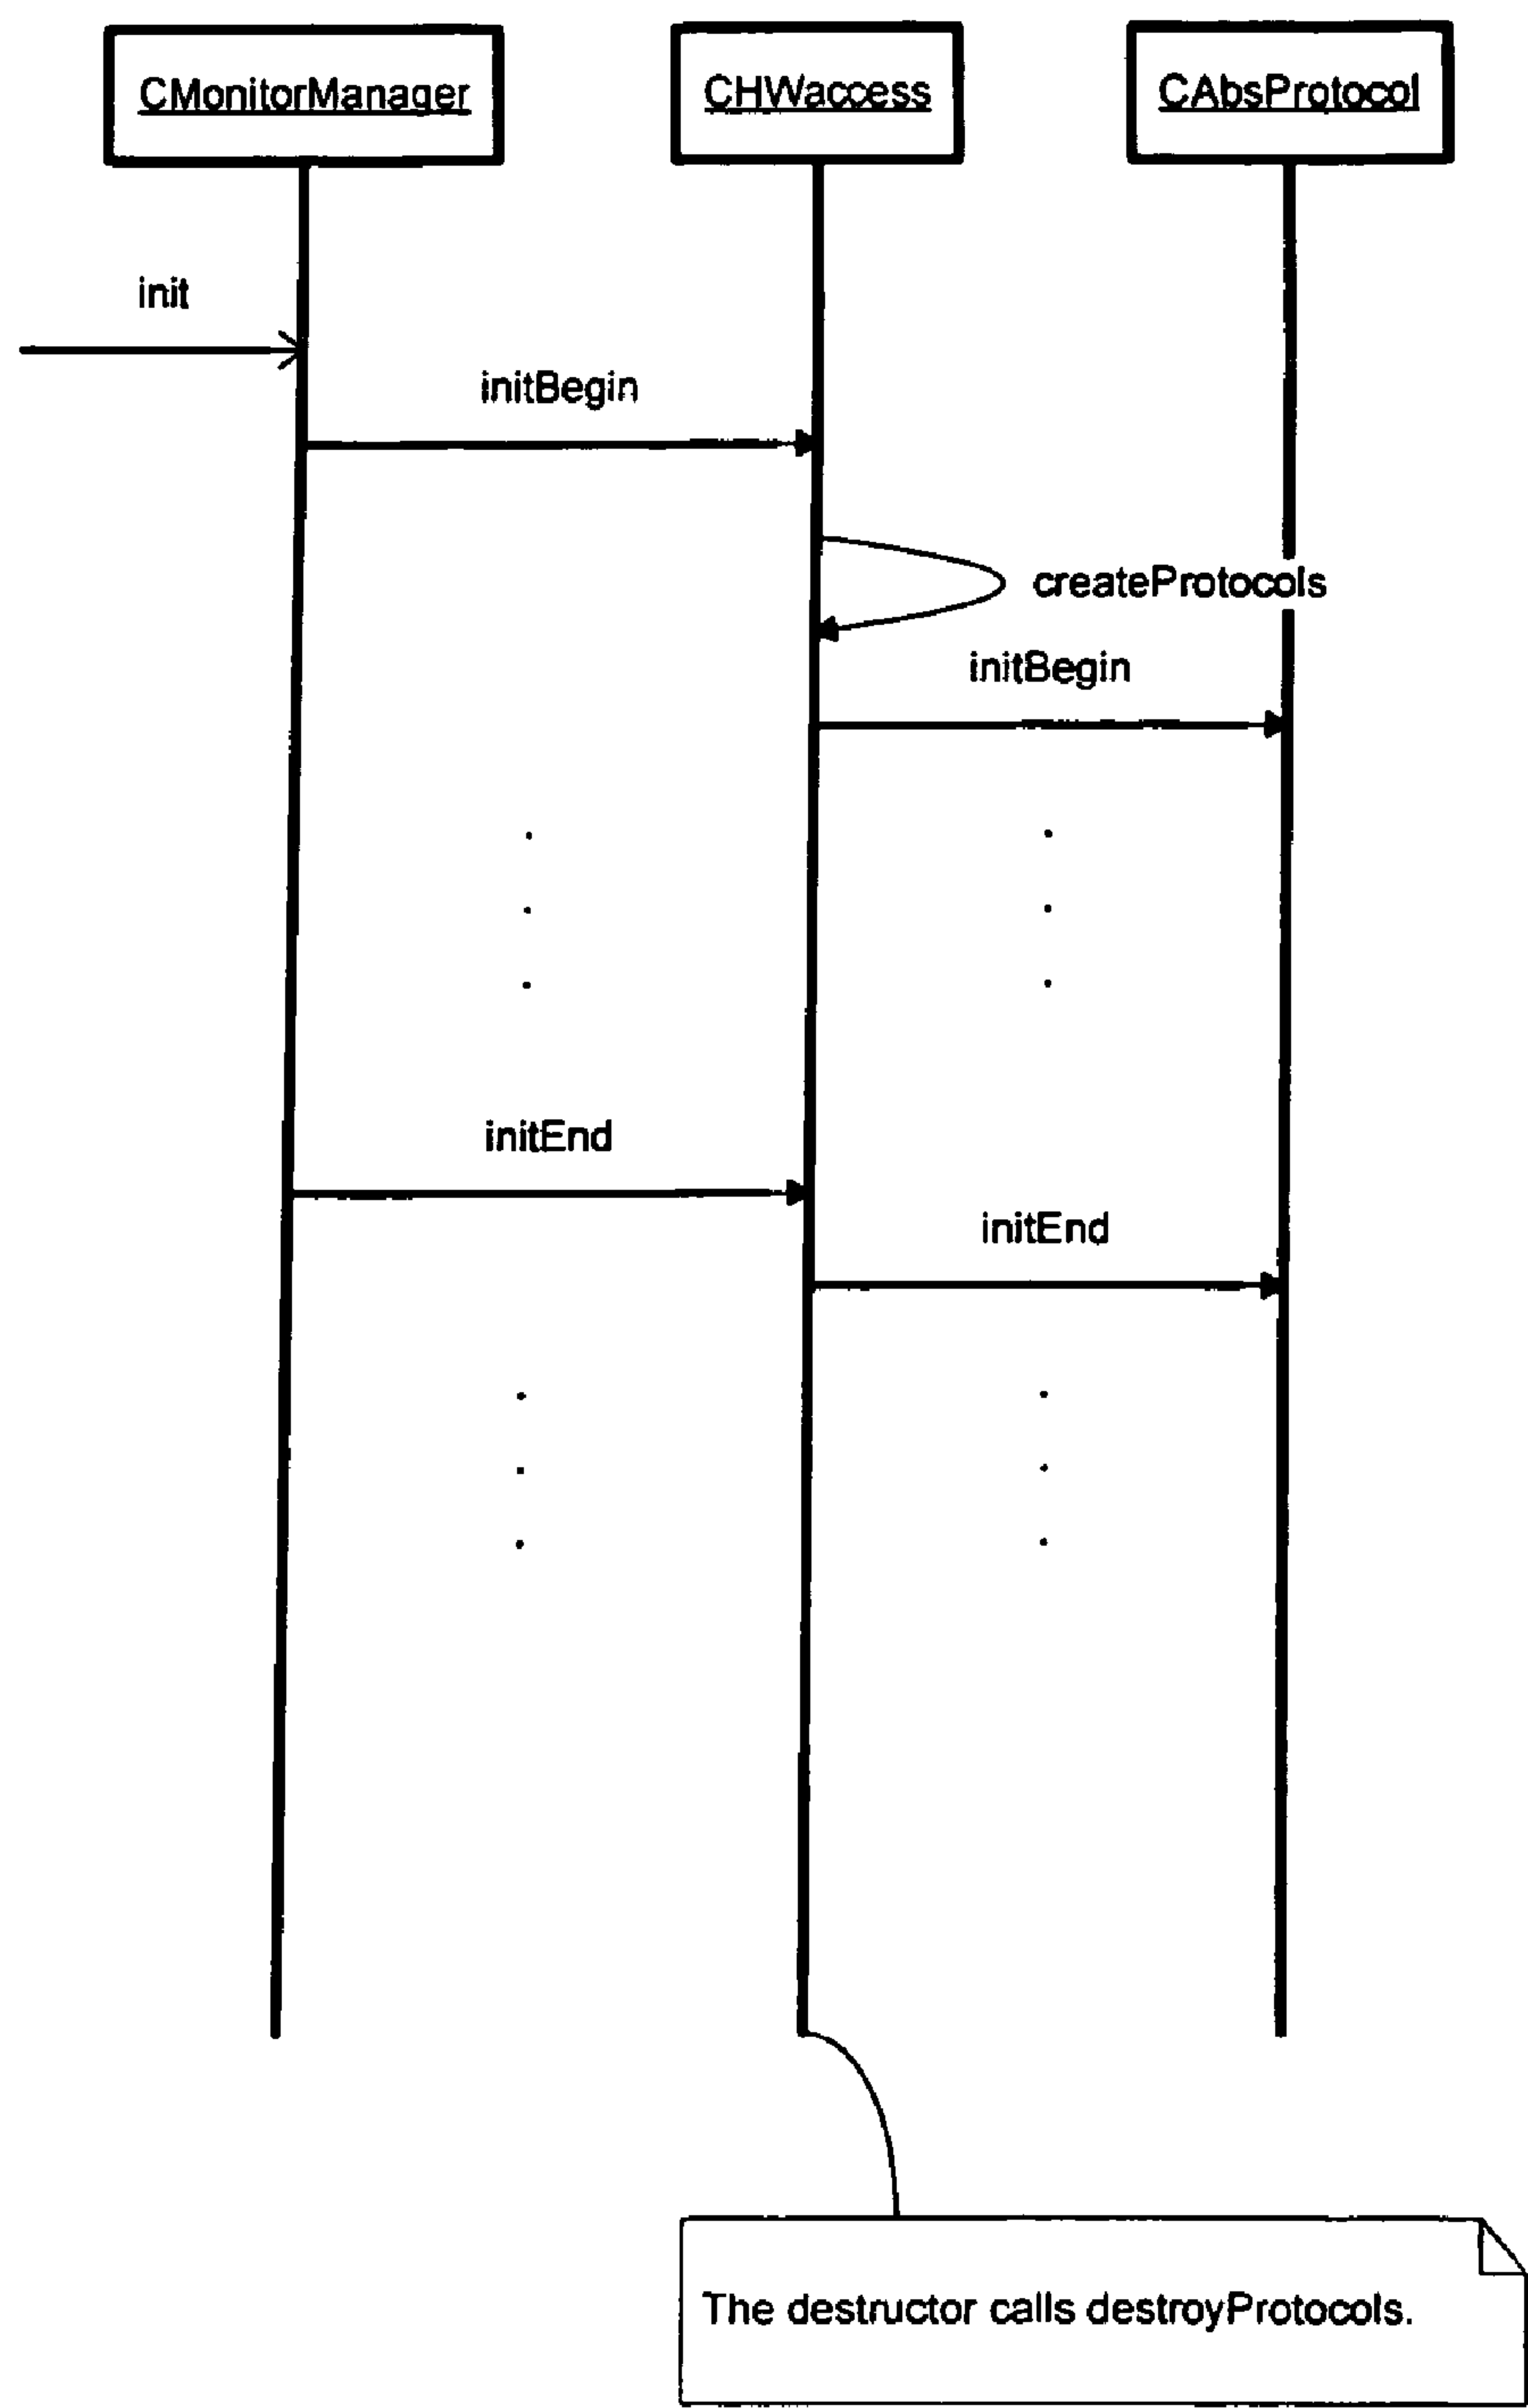 CMonitorManager
CHWaccess
CAbsProtocol
init
initBegin
createProtocols
initBegin
initEnd
initEnd
The destructor calls destroyProtocols.